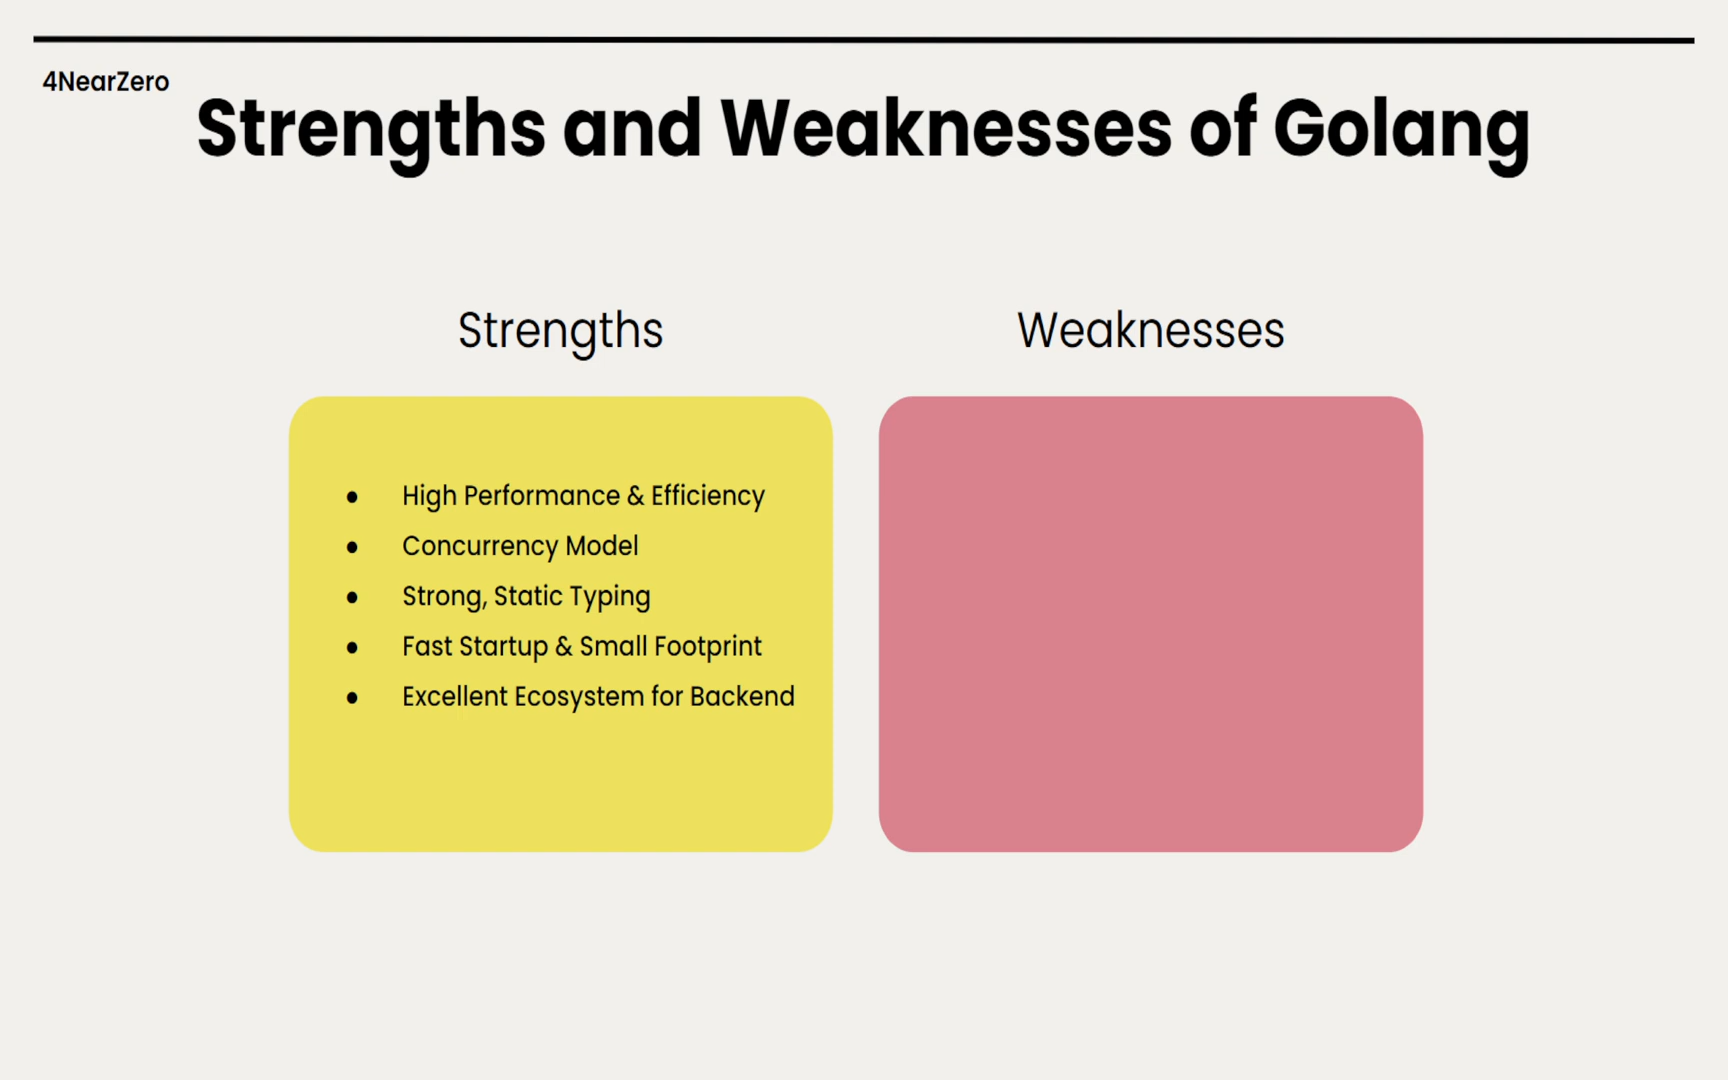 4NearZero
Strengths and Weaknesses of Golang
Strengths
• High Performance & Efficiency
• Concurrency Model
• Strong, Static Typing
• Fast Startup & Small Footprint
• Excellent Ecosystem for Backend
Weaknesses